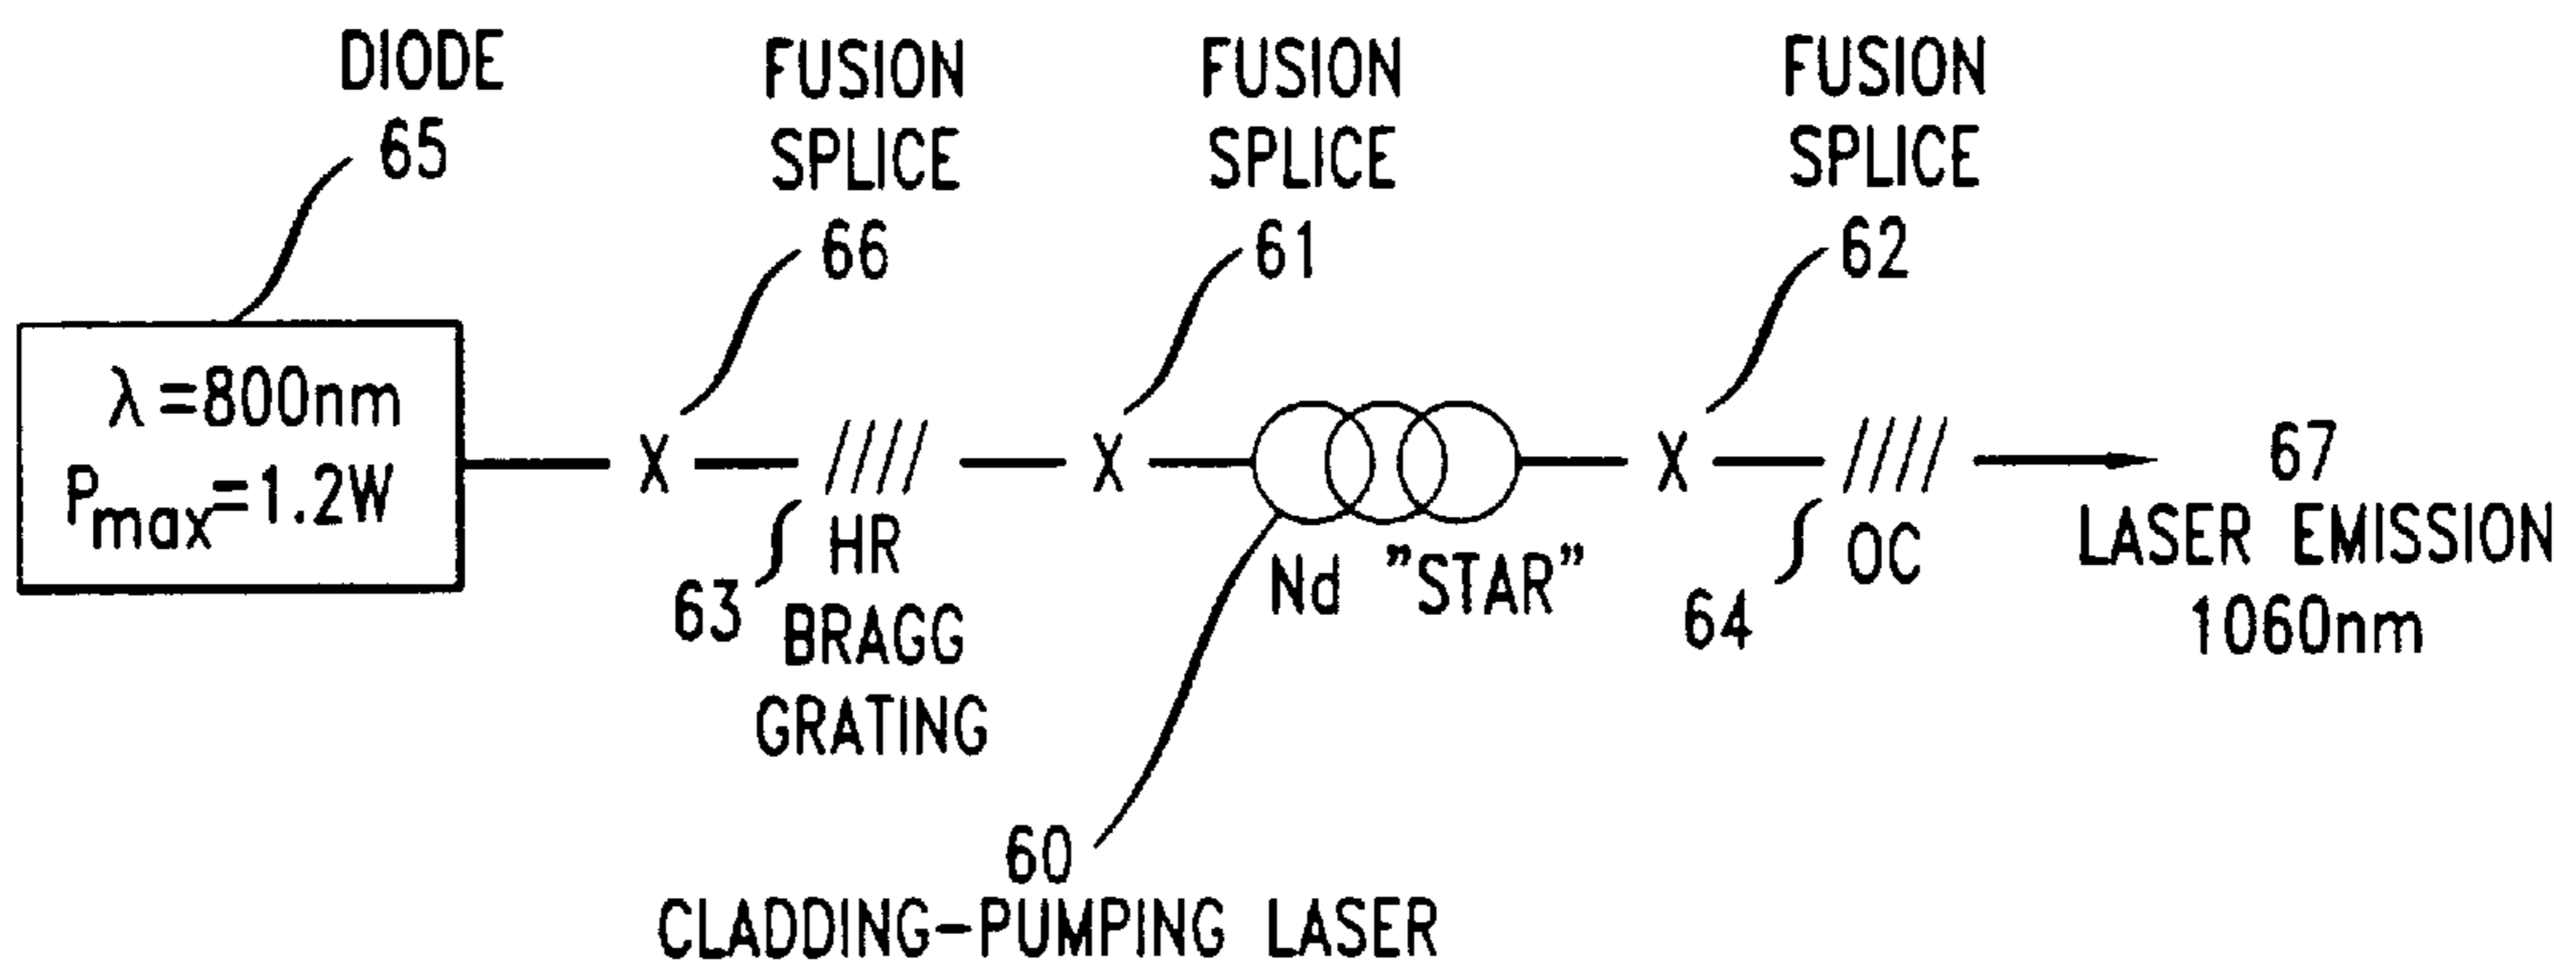 DIODE
65
FUSION
SPLICE
66
FUSION
SPLICE
61
FUSION
SPLICE
62
λ=800nm
Pmax=1.2W
X
X
X
63
HR
BRAGG
GRATING
Nd "STAR"
64
OC
67
LASER EMISSION
1060nm
60
CLADDING-PUMPING LASER